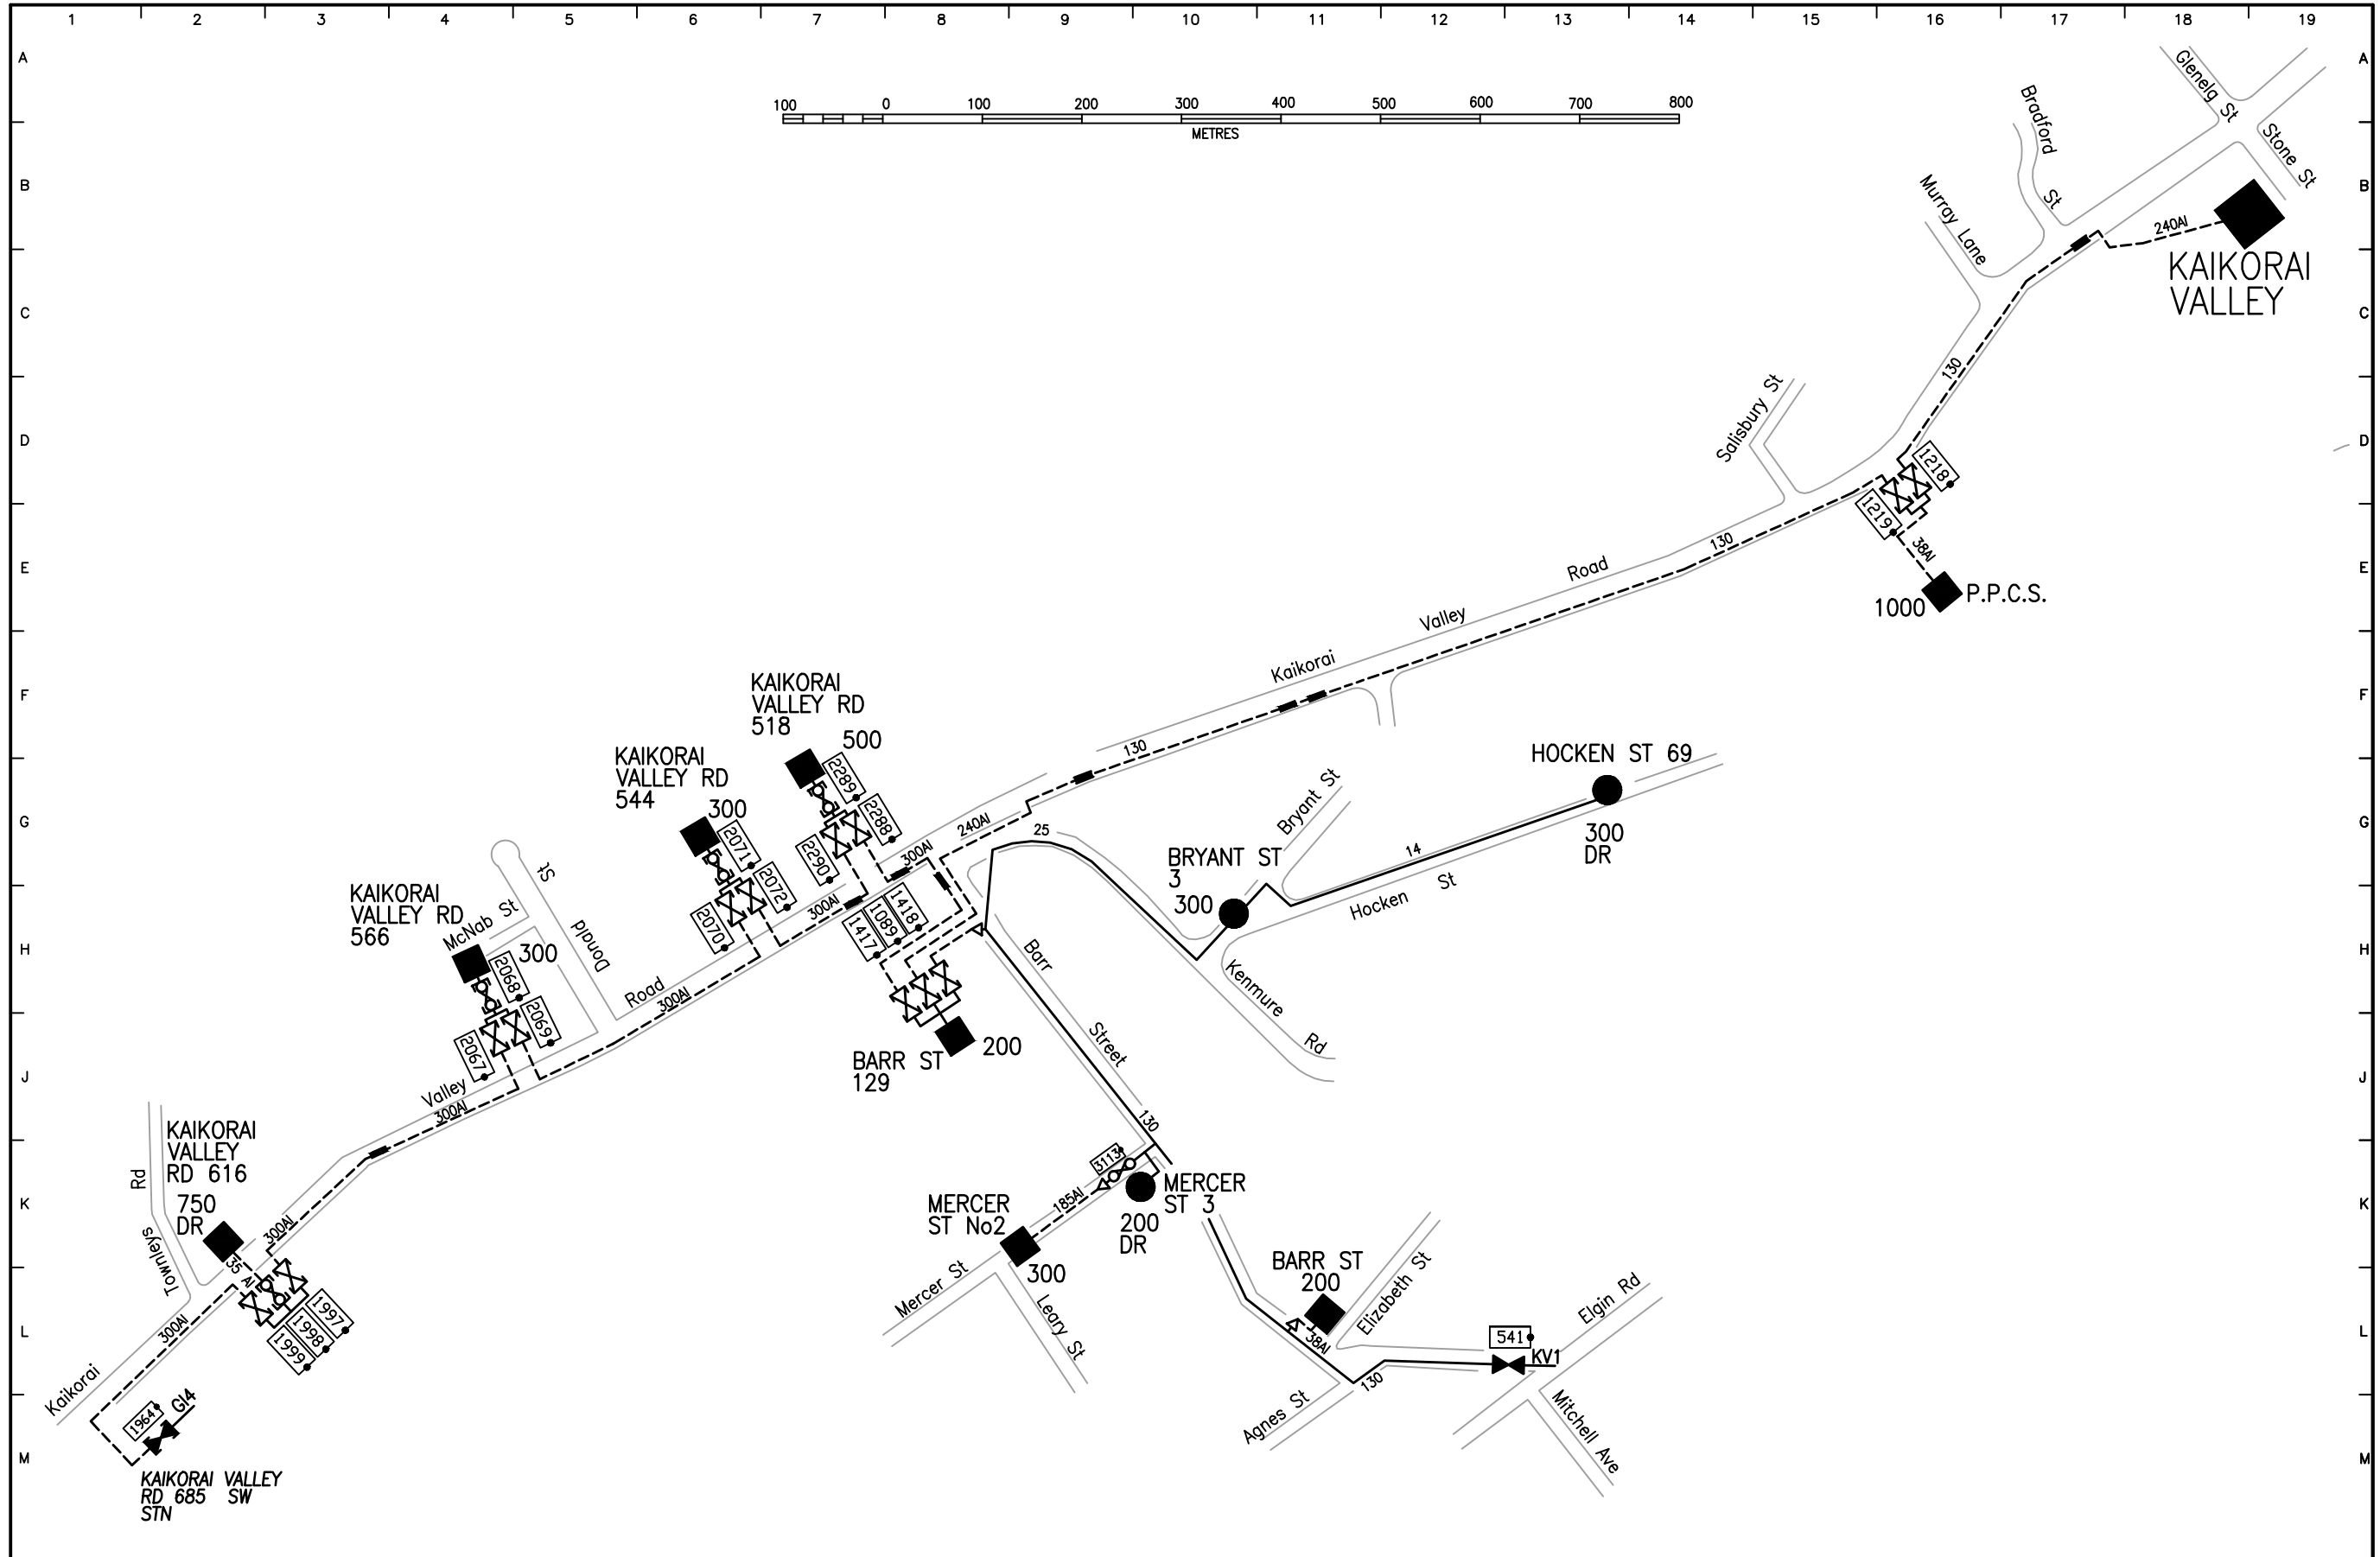 1 2 3 4 5 6 7 8 9 10 11 12 13 14 15 16 17 18 19
A A
B B
C C
D D
E E
F F
G G
H H
J J
K K
L L
M M
100 0 100 200 300 400 500 600 700 800
METRES
Glenelg St
Stone St
Bradford St
Murray Lane
240Al
KAIKORAI
VALLEY
130
Salisbury St
1218
1219
38Al
1000
P.P.C.S.
130
Road
Valley
Kaikorai
130
KAIKORAI
VALLEY RD
518
500
2289
2288
2290
KAIKORAI
VALLEY RD
544
300
2071
2072
2070
240Al
300Al
300Al
1418
1089
1417
25
Bryant St
HOCKEN ST 69
300
DR
14
BRYANT ST
3
300
Hocken St
Kenmure Rd
KAIKORAI
VALLEY RD
566
McNab St
300
2068
2069
2067
Donald St
Road
300Al
Barr Street
BARR ST
129
200
Valley
300Al
130
KAIKORAI
VALLEY
RD 616
750
DR
Townleys Rd
300Al
35 Al
1997
1998
1999
300Al
Kaikorai
3113
185Al
MERCER
ST No2
300
MERCER
ST 3
200
DR
Mercer St
Leary St
BARR ST
200
38Al
Elizabeth St
Elgin Rd
541
KV1
130
Agnes St
Mitchell Ave
1964
GI4
KAIKORAI VALLEY
RD 685 SW
STN